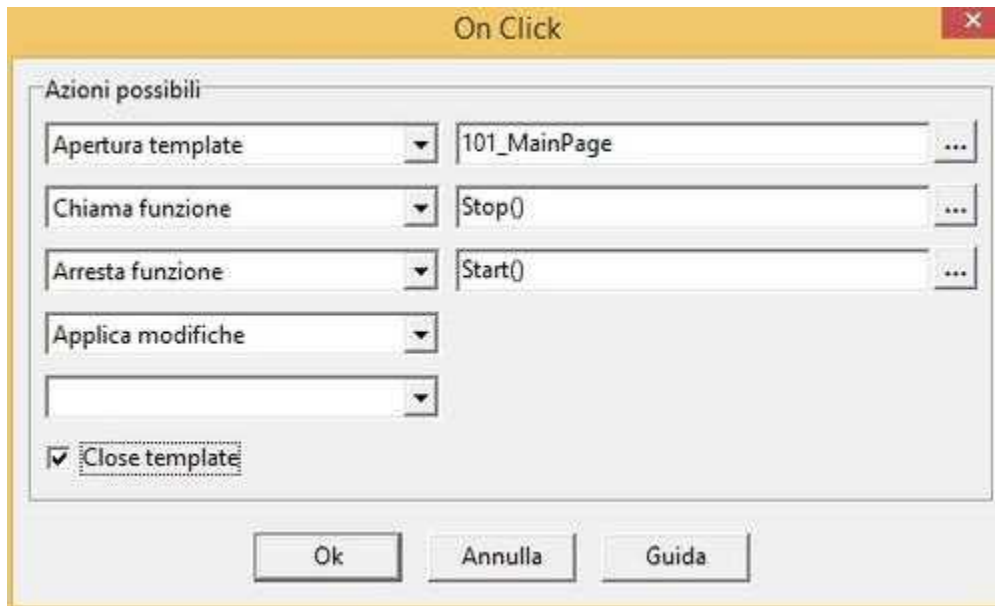 On Click
Azioni possibili
Apertura template 101_MainPage ...
Chiama funzione Stop() ...
Arresta funzione Start() ...
Applica modifiche
Close template
Ok Annulla Guida